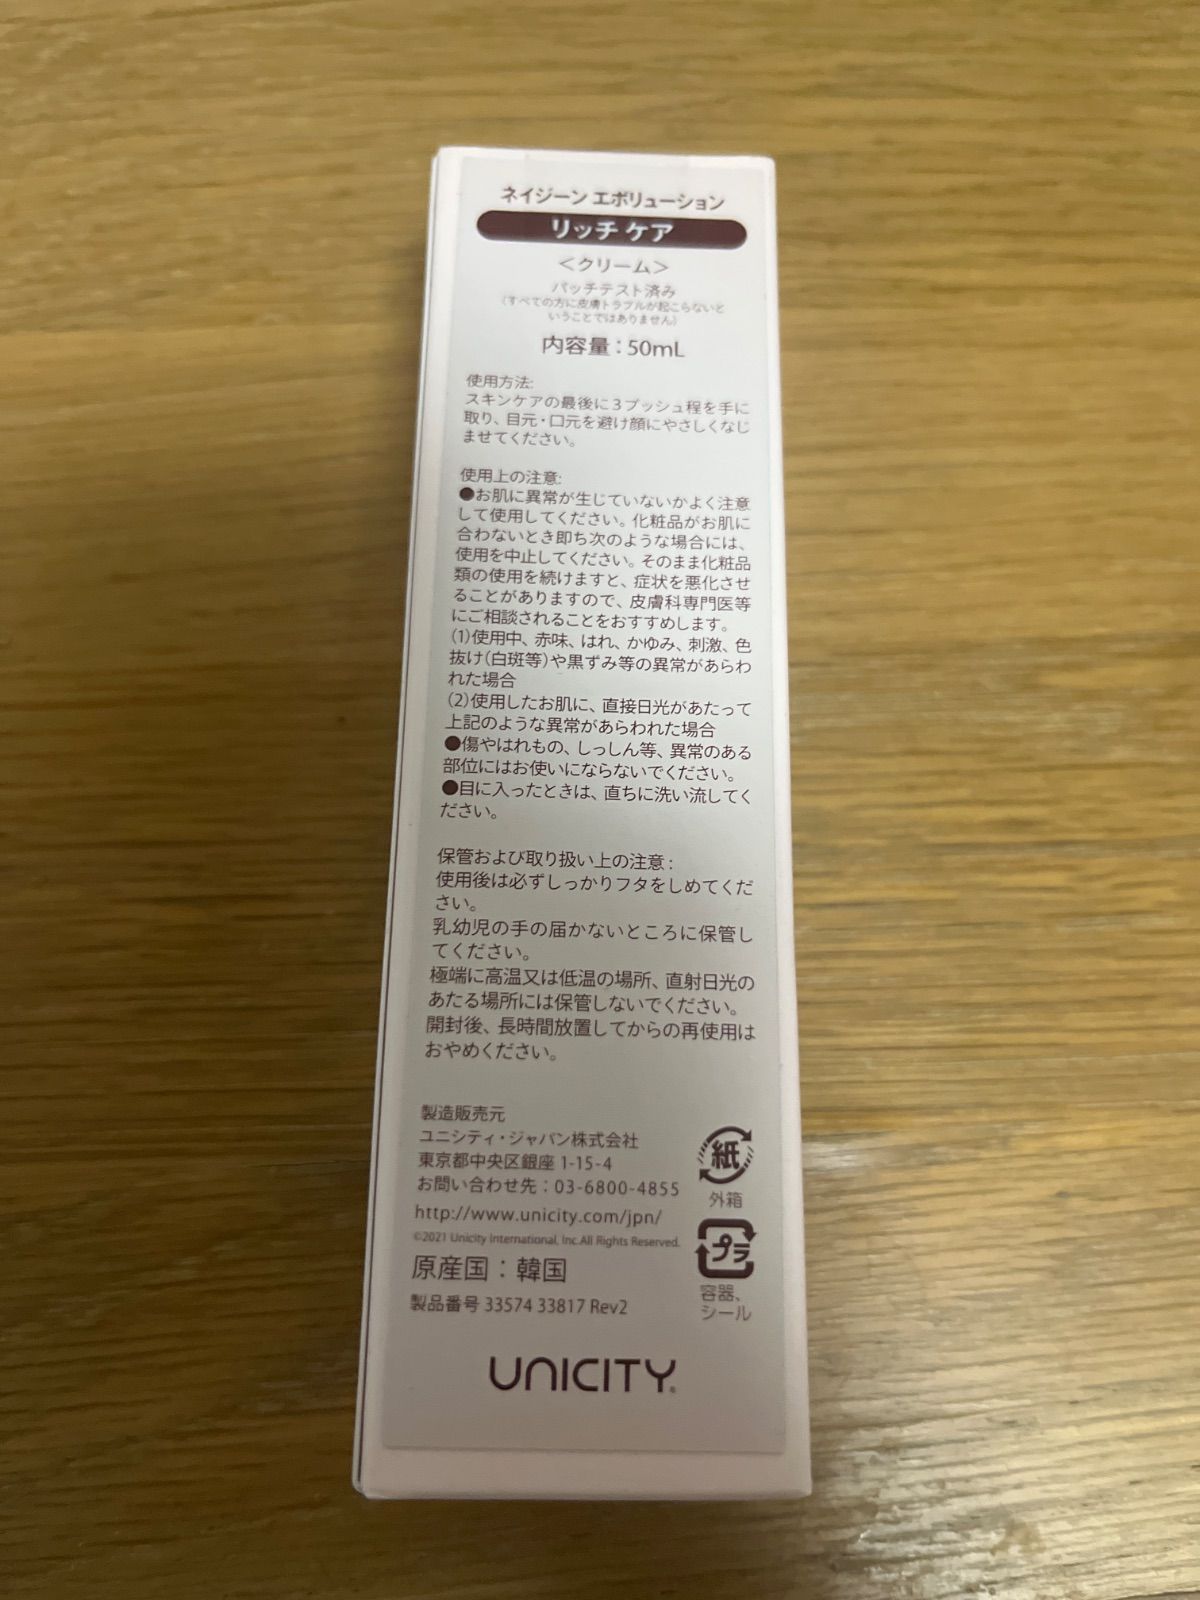 ネイジーン エボリューション
リッチ ケア
＜クリーム＞
パッチテスト済み
（すべての方に皮膚トラブルが起こらないと
いうことではありません）
内容量：50mL
使用方法:
スキンケアの最後に３プッシュ程を手に
取り、目元・口元を避け顔にやさしくなじ
ませてください。
使用上の注意:
●お肌に異常が生じていないかよく注意
して使用してください。化粧品がお肌に
合わないとき即ち次のような場合には、
使用を中止してください。そのまま化粧品
類の使用を続けますと、症状を悪化させ
ることがありますので、皮膚科専門医等
にご相談されることをおすすめします。
（1）使用中、赤味、はれ、かゆみ、刺激、色
抜け（白斑等）や黒ずみ等の異常があらわ
れた場合
（2）使用したお肌に、直接日光があたって
上記のような異常があらわれた場合
●傷やはれもの、しっしん等、異常のある
部位にはお使いにならないでください。
●目に入ったときは、直ちに洗い流してく
ださい。
保管および取り扱い上の注意：
使用後は必ずしっかりフタをしめてくだ
さい。
乳幼児の手の届かないところに保管し
てください。
極端に高温又は低温の場所、直射日光の
あたる場所には保管しないでください。
開封後、長時間放置してからの再使用は
おやめください。
製造販売元
ユニシティ・ジャパン株式会社
東京都中央区銀座 1-15-4
お問い合わせ先：03-6800-4855
http://www.unicity.com/jpn/
©2021 Unicity International, Inc.All Rights Reserved.
原産国：韓国
製品番号 33574 33817 Rev2
紙
外箱
プラ
容器、
シール
UNICITY®